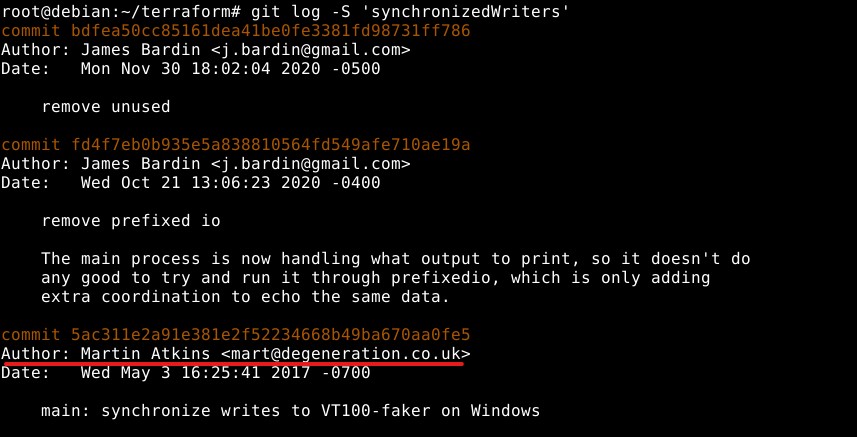 root@debian:~/terraform# git log -S 'synchronizedWriters'
commit bdfea50cc85161dea41be0fe3381fd98731ff786
Author: James Bardin <j.bardin@gmail.com>
Date:   Mon Nov 30 18:02:04 2020 -0500
    remove unused
commit fd4f7eb0b935e5a838810564fd549afe710ae19a
Author: James Bardin <j.bardin@gmail.com>
Date:   Wed Oct 21 13:06:23 2020 -0400
    remove prefixed io
    The main process is now handling what output to print, so it doesn't do
    any good to try and run it through prefixedio, which is only adding
    extra coordination to echo the same data.
commit 5ac311e2a91e381e2f52234668b49ba670aa0fe5
Author: Martin Atkins <mart@degeneration.co.uk>
Date:   Wed May 3 16:25:41 2017 -0700
    main: synchronize writes to VT100-faker on Windows